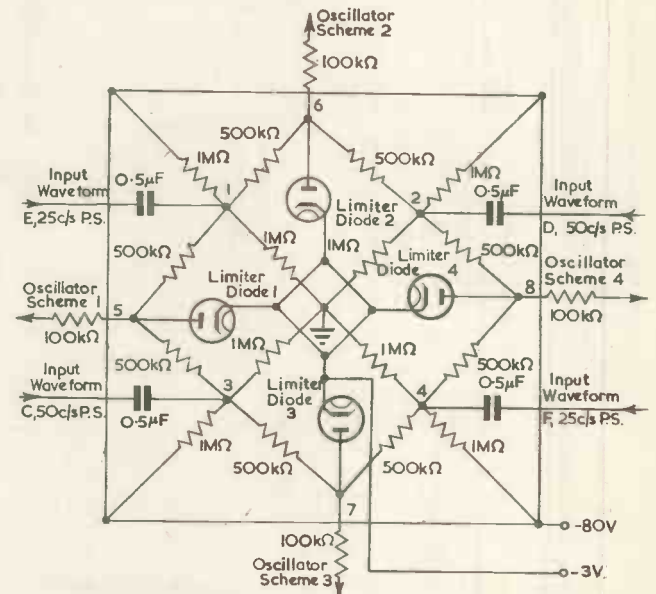 Oscillator
Scheme 2
100kΩ
6
500kΩ
500kΩ
1MΩ
1MΩ
Input
Waveform
0·5μF
E,25c/s P.S.
1
Limiter
Diode 2
2
0·5μF
Input
Waveform
D, 50c/s P.S.
1MΩ
1MΩ
500kΩ
500kΩ
Limiter
Diode
4
Limiter
Diode 1
8
Oscillator
Scheme 4
100kΩ
Oscillator
Scheme 1
5
100kΩ
1MΩ
1MΩ
500kΩ
500kΩ
Input
Waveform
C,50c/s P.S.
0·5μF
3
Limiter
Diode
3
4
0·5μF
Input
Waveform
F, 25c/s P.S.
1MΩ
1MΩ
500kΩ
500kΩ
7
-80V
100kΩ
Oscillator
Scheme 3
-3V.